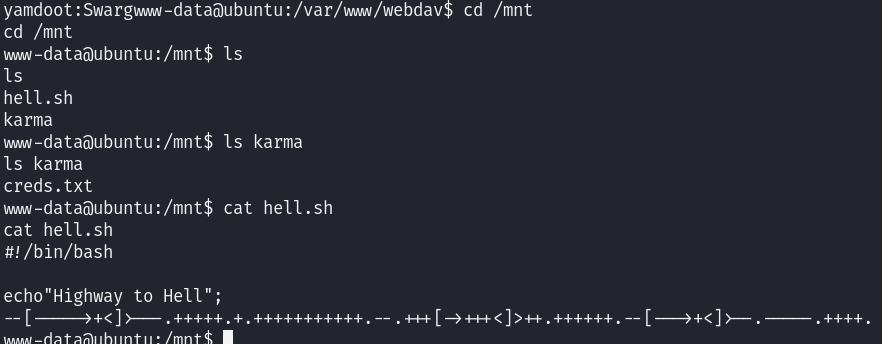 yamdoot:Swargwww-data@ubuntu:/var/www/webdav$ cd /mnt
cd /mnt
www-data@ubuntu:/mnt$ ls
ls
hell.sh
karma
www-data@ubuntu:/mnt$ ls karma
ls karma
creds.txt
www-data@ubuntu:/mnt$ cat hell.sh
cat hell.sh
#!/bin/bash
echo"Highway to Hell";
--[----->+<]>---.+++++.+.+++++++++++.--.+++[->+++<]>++.++++++.--[--->+<]>--.-----.++++.
www-data@ubuntu:/mnt$